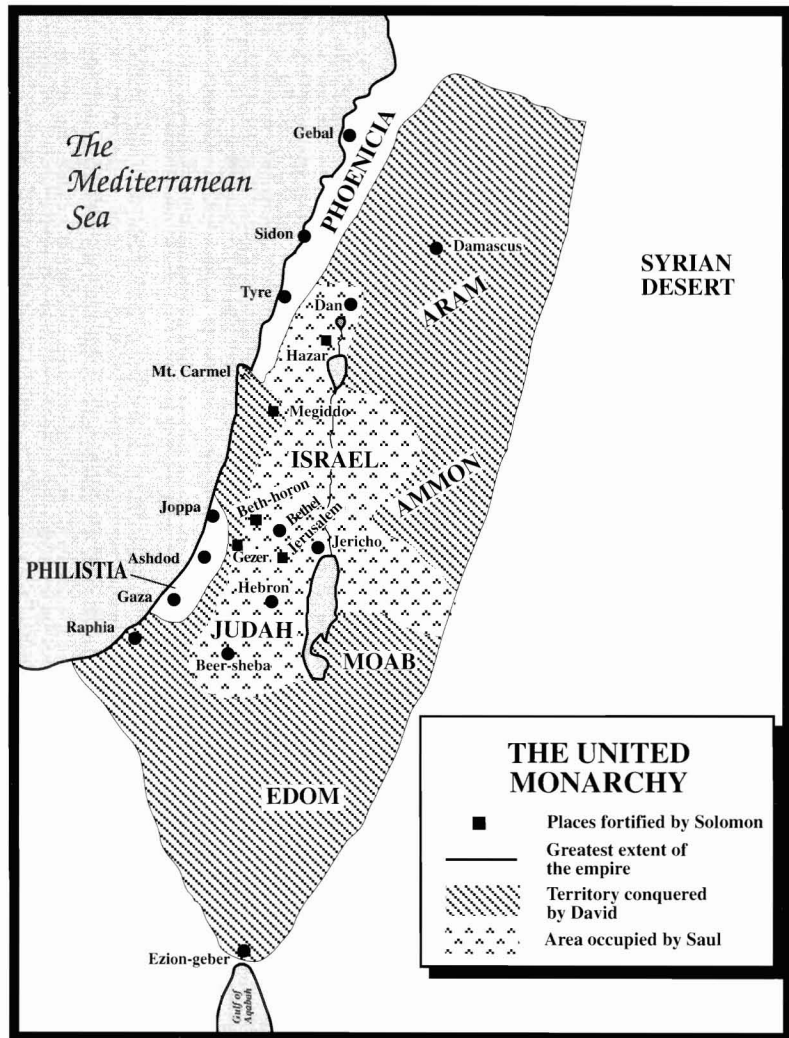 The
Mediterranean
Sea
Gebal
PHOENICIA
Sidon
Damascus
SYRIAN
DESERT
Tyre
Dan
ARAM
Hazar
Mt. Carmel
Megiddo
ISRAEL
AMMON
Beth-horon
Joppa
Bethel
Jerusalem
Jericho
Gezer
Ashdod
PHILISTIA
Gaza
Hebron
Raphia
JUDAH
Beer-sheba
MOAB
EDOM
Ezion-geber
Gulf of
Aqabah
THE UNITED
MONARCHY
Places fortified by Solomon
Greatest extent of
the empire
Territory conquered
by David
Area occupied by Saul